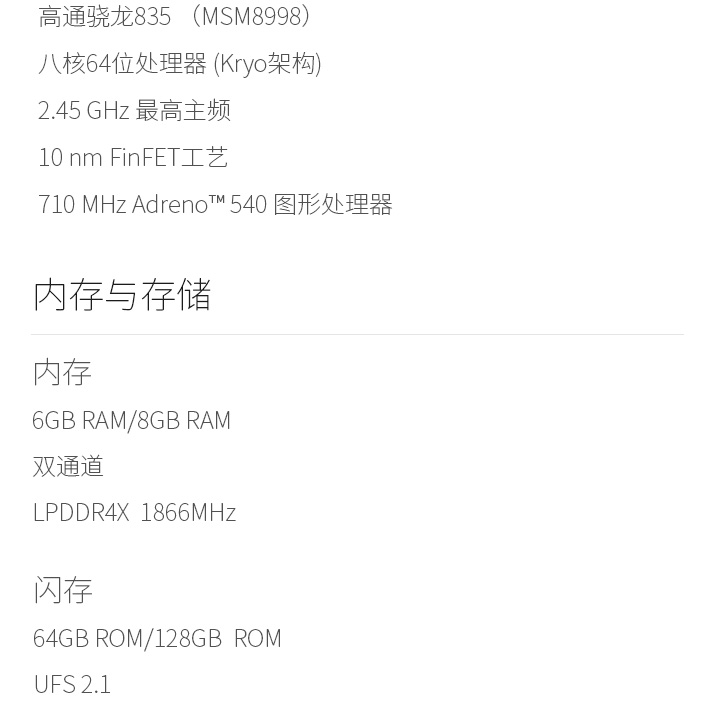 高通骁龙835 （MSM8998）
八核64位处理器 (Kryo架构)
2.45 GHz 最高主频
10 nm FinFET工艺
710 MHz Adreno™ 540 图形处理器
内存与存储
内存
6GB RAM/8GB RAM
双通道
LPDDR4X 1866MHz
闪存
64GB ROM/128GB ROM
UFS 2.1